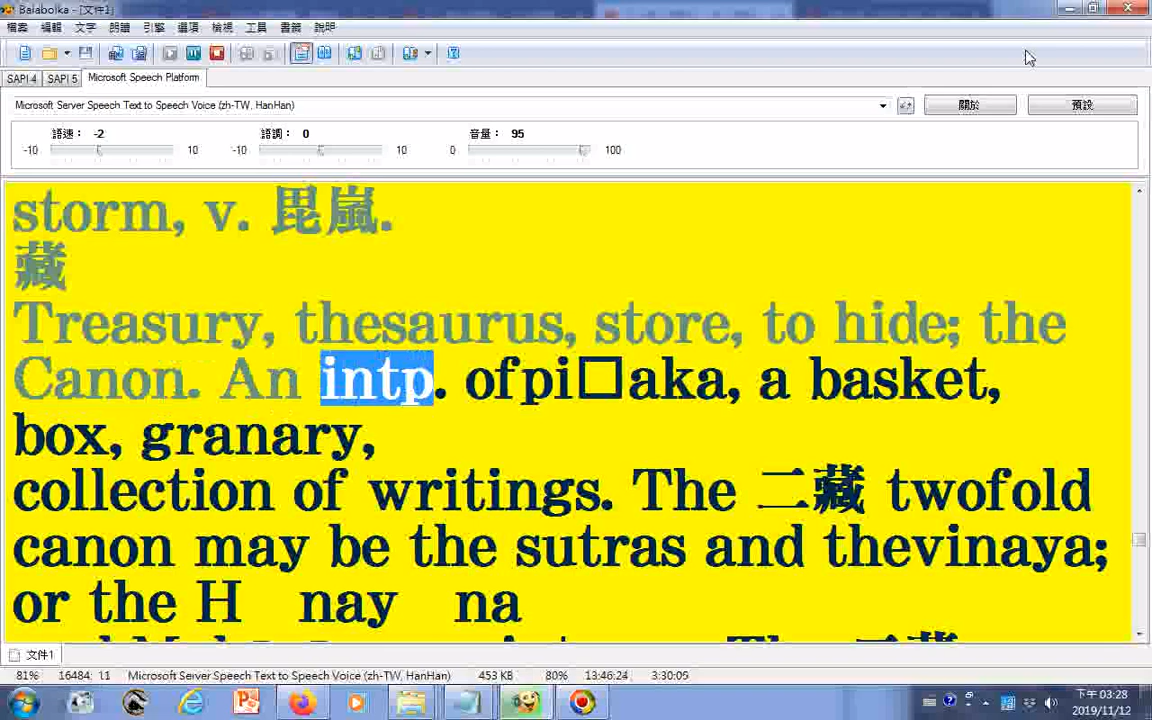 Balabolka - [文件1]
檔案 編輯 文字 朗讀 引擎 選項 檢視 工具 書籤 說明
SAPI 4 SAPI 5 Microsoft Speech Platform
Microsoft Server Speech Text to Speech Voice (zh-TW, HanHan) 關於 預設
語速： -2 語調： 0 音量： 95
-10 10 -10 10 0 100
storm, v. 毘嵐.
藏
Treasury, thesaurus, store, to hide; the
Canon. An intp. ofpi□aka, a basket,
box, granary,
collection of writings. The 二藏 twofold
canon may be the sutras and thevinaya;
or the H nay na
文件1
81% 16484: 11 Microsoft Server Speech Text to Speech Voice (zh-TW, HanHan) 453 KB 80% 13:46:24 3:30:05
下午 03:28
2019/11/12